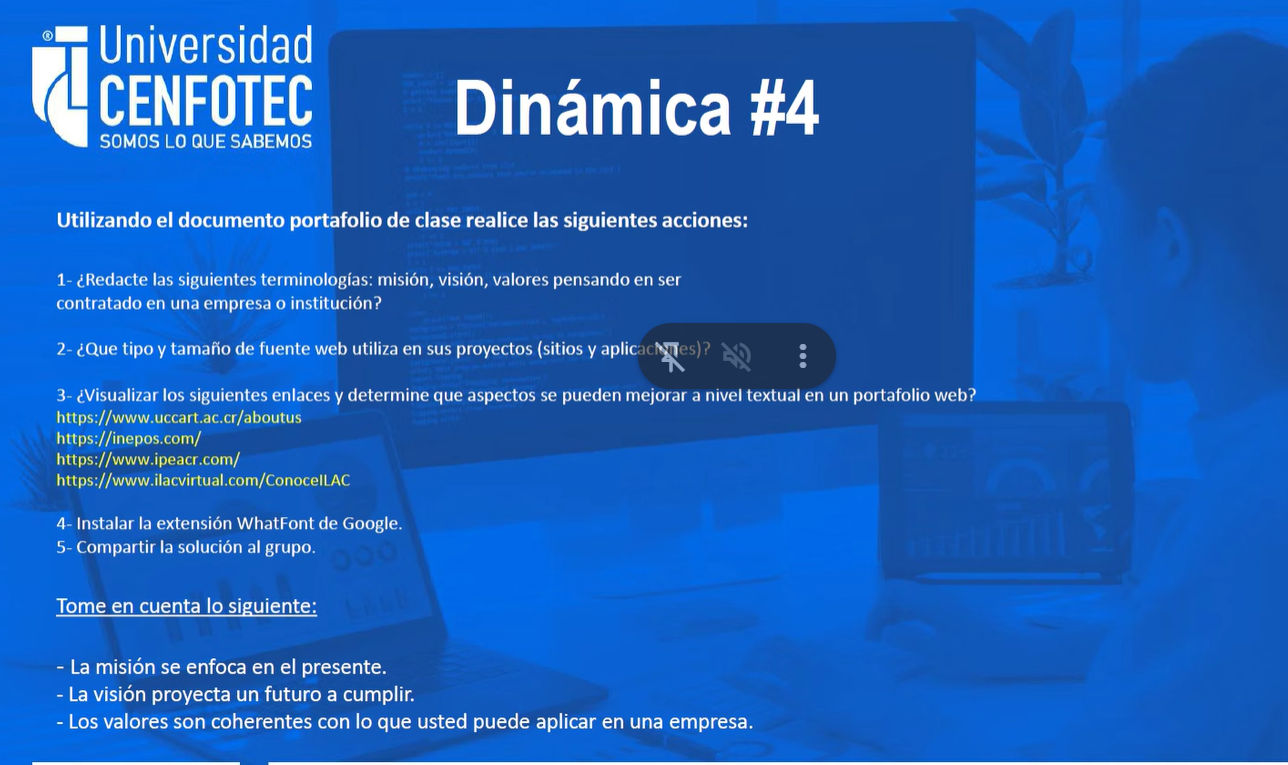 Universidad
CENFOTEC
SOMOS LO QUE SABEMOS
Dinámica #4
Utilizando el documento portafolio de clase realice las siguientes acciones:
1- ¿Redacte las siguientes terminologías: misión, visión, valores pensando en ser
contratado en una empresa o institución?
2- ¿Que tipo y tamaño de fuente web utiliza en sus proyectos (sitios y aplicaciones)?
3- ¿Visualizar los siguientes enlaces y determine que aspectos se pueden mejorar a nivel textual en un portafolio web?
https://www.uccart.ac.cr/aboutus
https://inepos.com/
https://www.ipeacr.com/
https://www.ilacvirtual.com/ConoceILAC
4- Instalar la extensión WhatFont de Google.
5- Compartir la solución al grupo.
Tome en cuenta lo siguiente:
- La misión se enfoca en el presente.
- La visión proyecta un futuro a cumplir.
- Los valores son coherentes con lo que usted puede aplicar en una empresa.